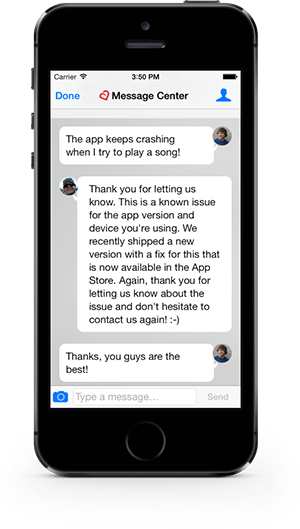 Carrier 3:50 PM
Done Message Center
The app keeps crashing
when I try to play a song!
Thank you for letting us
know. This is a known issue
for the app version and
device you're using. We
recently shipped a new
version with a fix for this that
is now available in the App
Store. Again, thank you for
letting us know about the
issue and don't hesitate to
contact us again! :-)
Thanks, you guys are the
best!
Type a message... Send